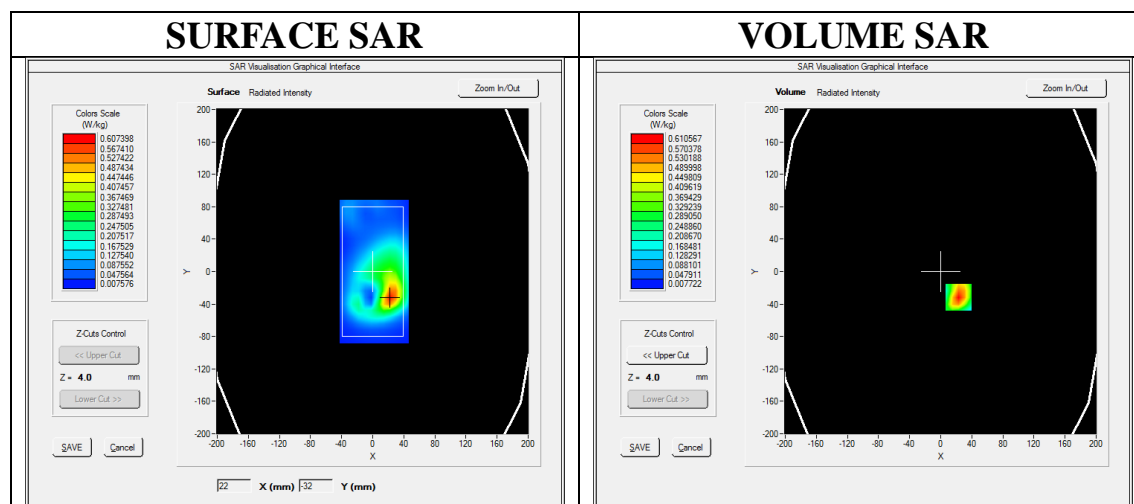 SURFACE SAR
VOLUME SAR
SAR Visualisation Graphical Interface
Surface Radiated Intensity
Zoom In/Out
Colors Scale
(W/kg)
0.607398
0.567410
0.527422
0.487434
0.447446
0.407457
0.367469
0.327481
0.287493
0.247505
0.207517
0.167529
0.127540
0.087552
0.047564
0.007576
Z-Cuts Control
<< Upper Cut
Z = 4.0 mm
Lower Cut >>
SAVE
Cancel
200
160
120
80
40
0
-40
-80
-120
-160
-200
Y
-200 -160 -120 -80 -40 0 40 80 120 160 200
X
22 X (mm) -32 Y (mm)
SAR Visualisation Graphical Interface
Volume Radiated Intensity
Zoom In/Out
Colors Scale
(W/kg)
0.610567
0.570378
0.530188
0.489998
0.449809
0.409619
0.369429
0.329239
0.289050
0.248860
0.208670
0.168481
0.128291
0.088101
0.047911
0.007722
Z-Cuts Control
<< Upper Cut
Z = 4.0 mm
Lower Cut >>
SAVE
Cancel
200
160
120
80
40
0
-40
-80
-120
-160
-200
Y
-200 -160 -120 -80 -40 0 40 80 120 160 200
X